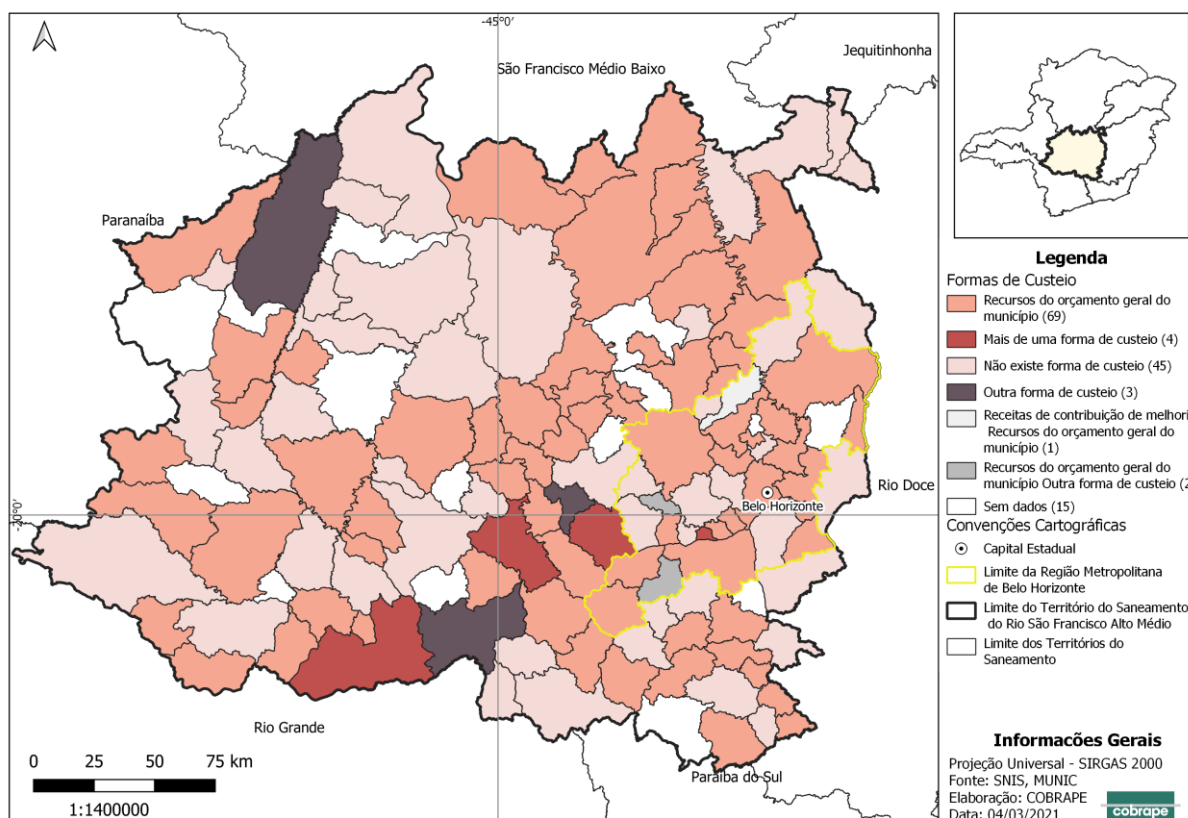 -45°0'
São Francisco Médio Baixo
Jequitinhonha
Paranaíba
Rio Doce
Belo Horizonte
-20°0'
Rio Grande
Paraíba do Sul
0 25 50 75 km
1:1400000
Legenda
Formas de Custeio
Recursos do orçamento geral do
município (69)
Mais de uma forma de custeio (4)
Não existe forma de custeio (45)
Outra forma de custeio (3)
Receitas de contribuição de melhori
Recursos do orçamento geral do
município (1)
Recursos do orçamento geral do
município Outra forma de custeio (2
Sem dados (15)
Convenções Cartográficas
Capital Estadual
Limite da Região Metropolitana
de Belo Horizonte
Limite do Território do Saneamento
do Rio São Francisco Alto Médio
Limite dos Territórios do
Saneamento
Informacões Gerais
Projeção Universal - SIRGAS 2000
Fonte: SNIS, MUNIC
Elaboração: COBRAPE
Data: 04/03/2021
cobrape